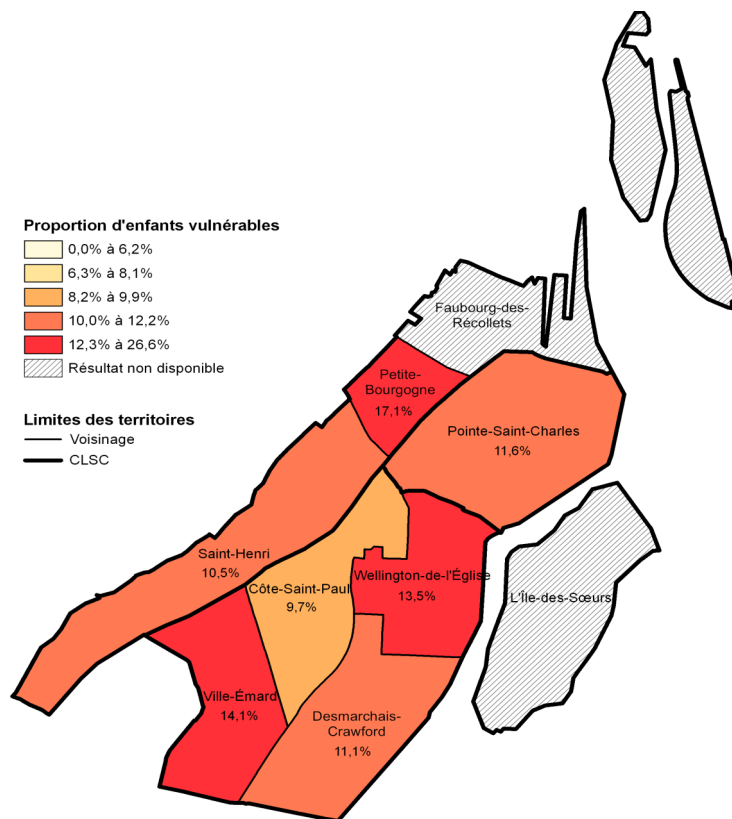 Proportion d'enfants vulnérables
0,0% à 6,2%
6,3% à 8,1%
8,2% à 9,9%
10,0% à 12,2%
12,3% à 26,6%
Résultat non disponible
Limites des territoires
Voisinage
CLSC
Faubourg-des-
Récollets
Petite-
Bourgogne
17,1%
Pointe-Saint-Charles
11,6%
Saint-Henri
10,5%
Côte-Saint-Paul
9,7%
Wellington-de-l'Église
13,5%
L'Île-des-Sœurs
Ville-Émard
14,1%
Desmarchais-
Crawford
11,1%